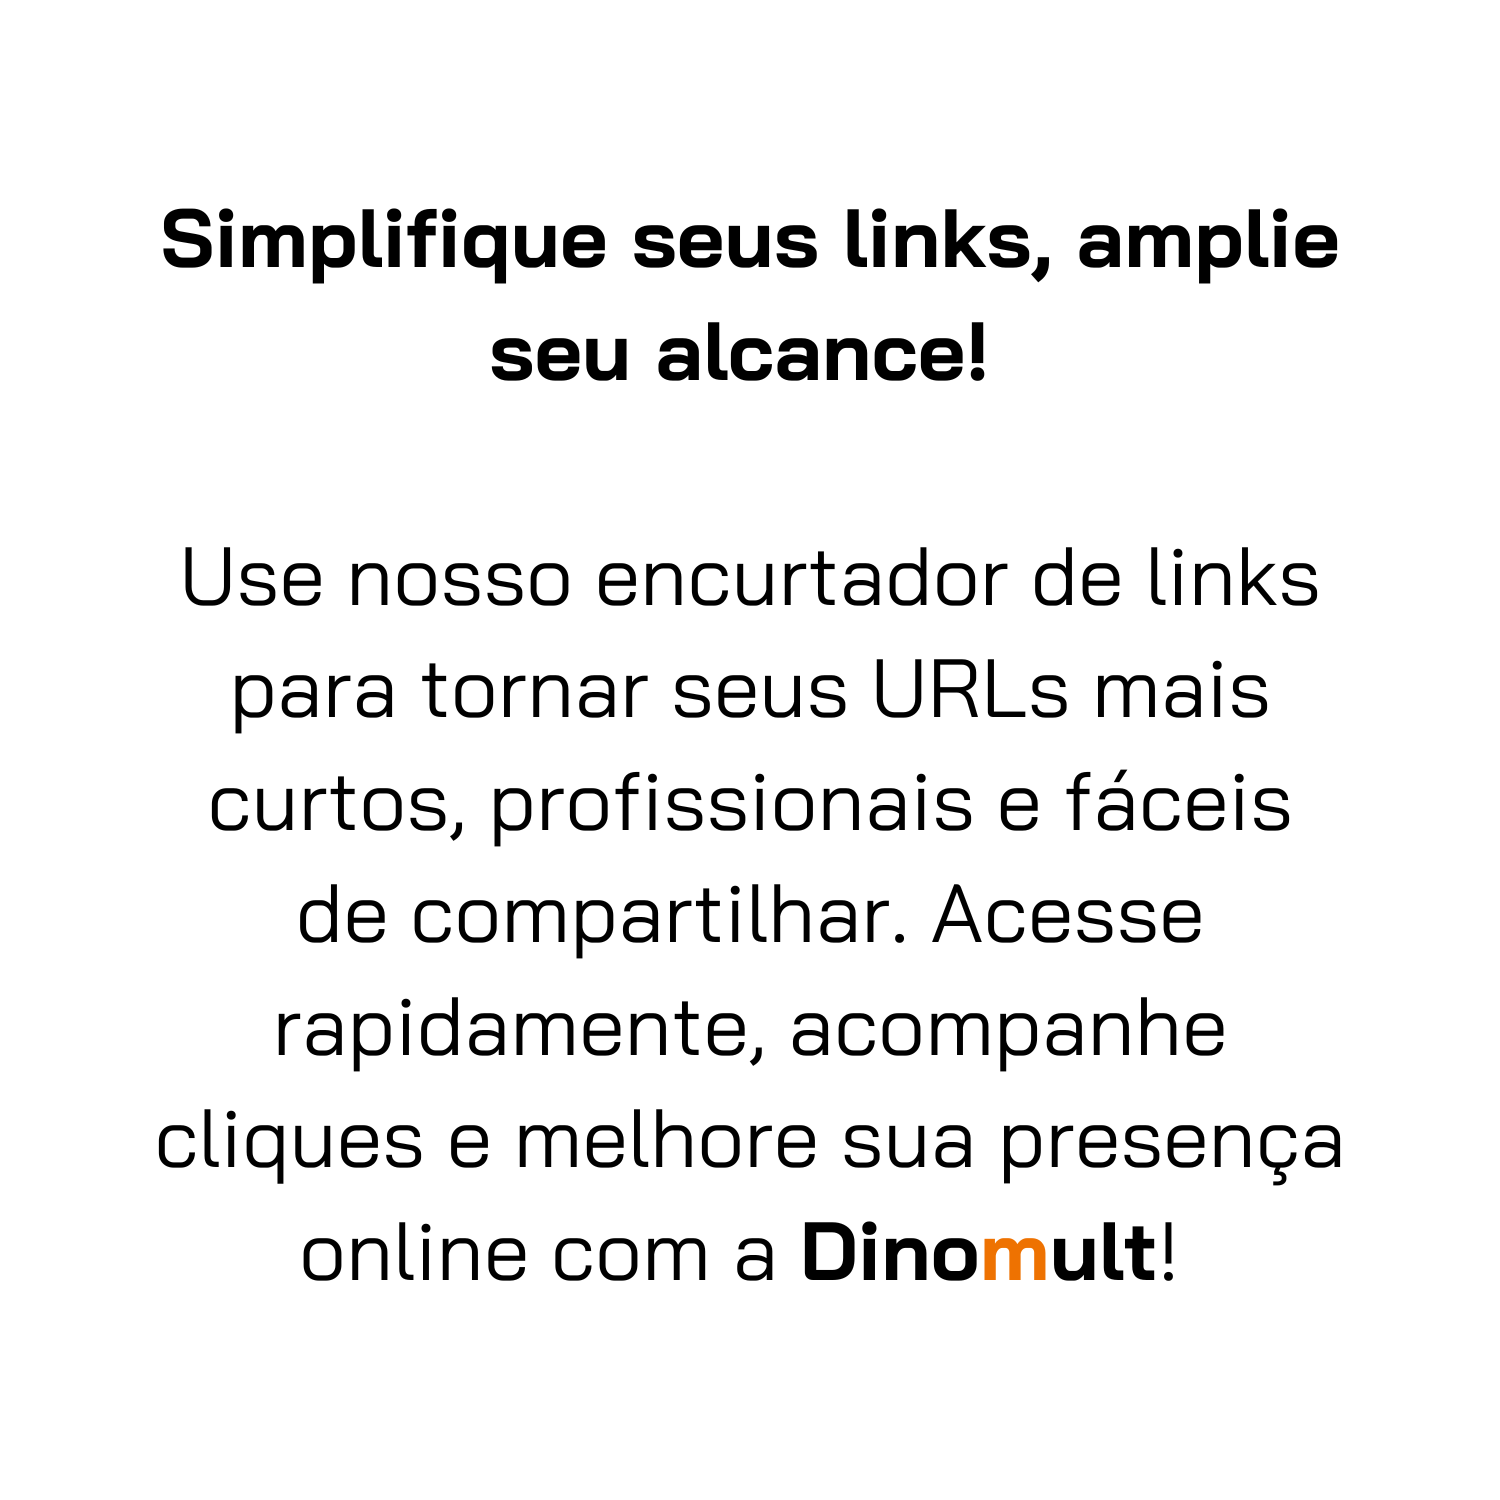 Simplifique seus links, amplie
seu alcance!
Use nosso encurtador de links
para tornar seus URLs mais
curtos, profissionais e fáceis
de compartilhar. Acesse
rapidamente, acompanhe
cliques e melhore sua presença
online com a Dinomult!